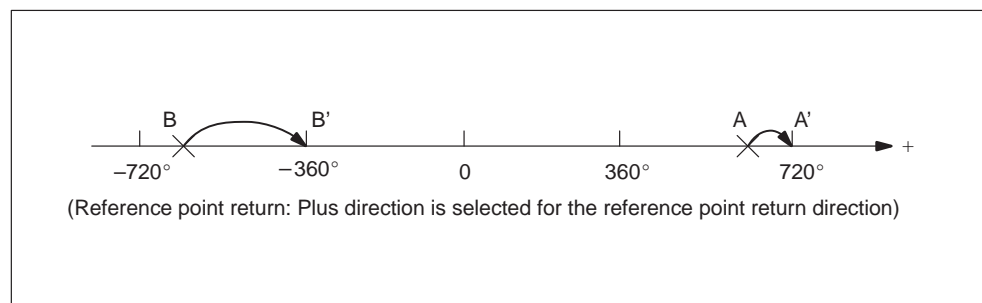 B B’ A A’
+
–720° –360° 0 360° 720°
(Reference point return: Plus direction is selected for the reference point return direction)